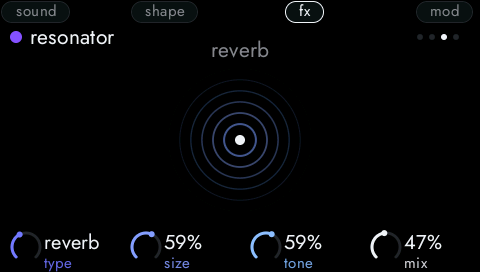 sound shape fx mod
resonator
reverb
reverb 59% 59% 47%
type size tone mix